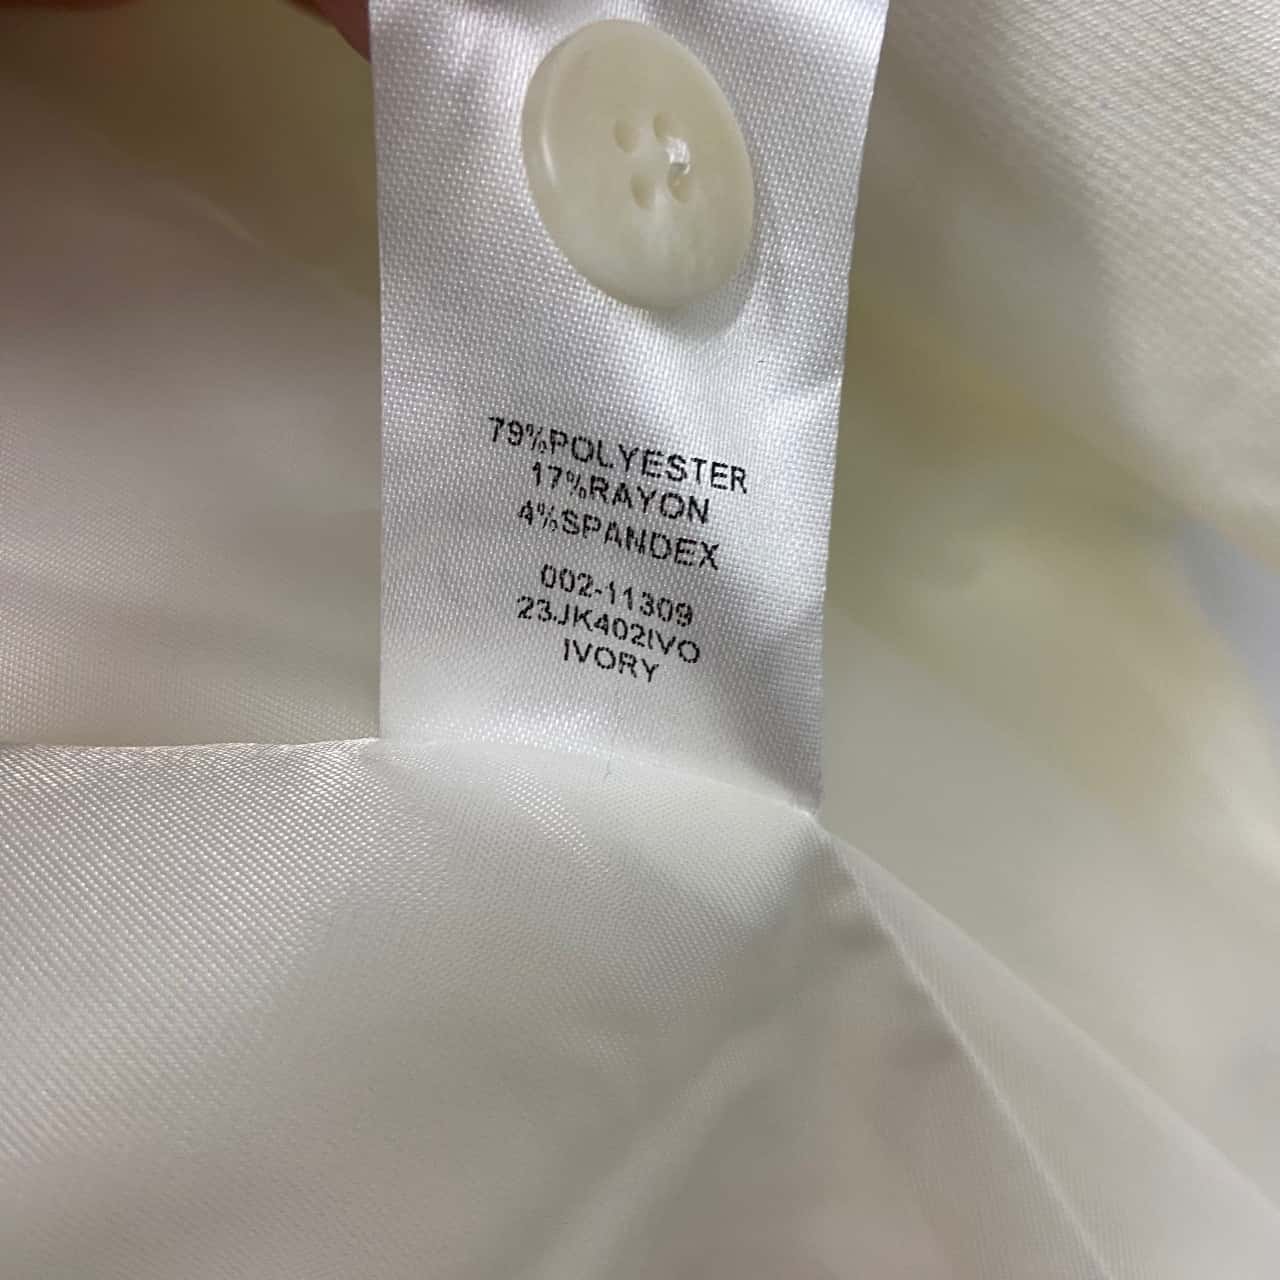 79%POLYESTER
17%RAYON
4%SPANDEX
002-11309
23JK402IVO
IVORY